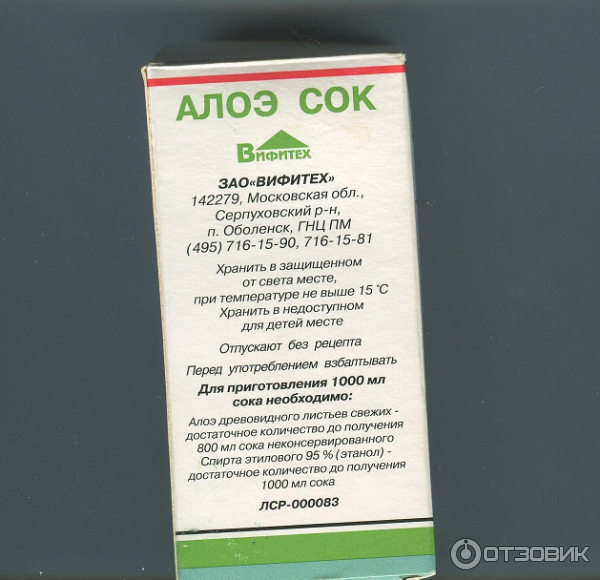 АЛОЭ СОК
ВИФИТЕХ
ЗАО«ВИФИТЕХ»
142279, Московская обл.,
Серпуховский р-н,
п. Оболенск, ГНЦ ПМ
(495) 716-15-90, 716-15-81
Хранить в защищенном
от света месте,
при температуре не выше 15 °С
Хранить в недоступном
для детей месте
Отпускают без рецепта
Перед употреблением взбалтывать
Для приготовления 1000 мл
сока необходимо:
Алоэ древовидного листьев свежих -
достаточное количество до получения
800 мл сока неконсервированного
Спирта этилового 95 % (этанол) -
достаточное количество до получения
1000 мл сока
ЛСР-000083
ОТЗОВИК